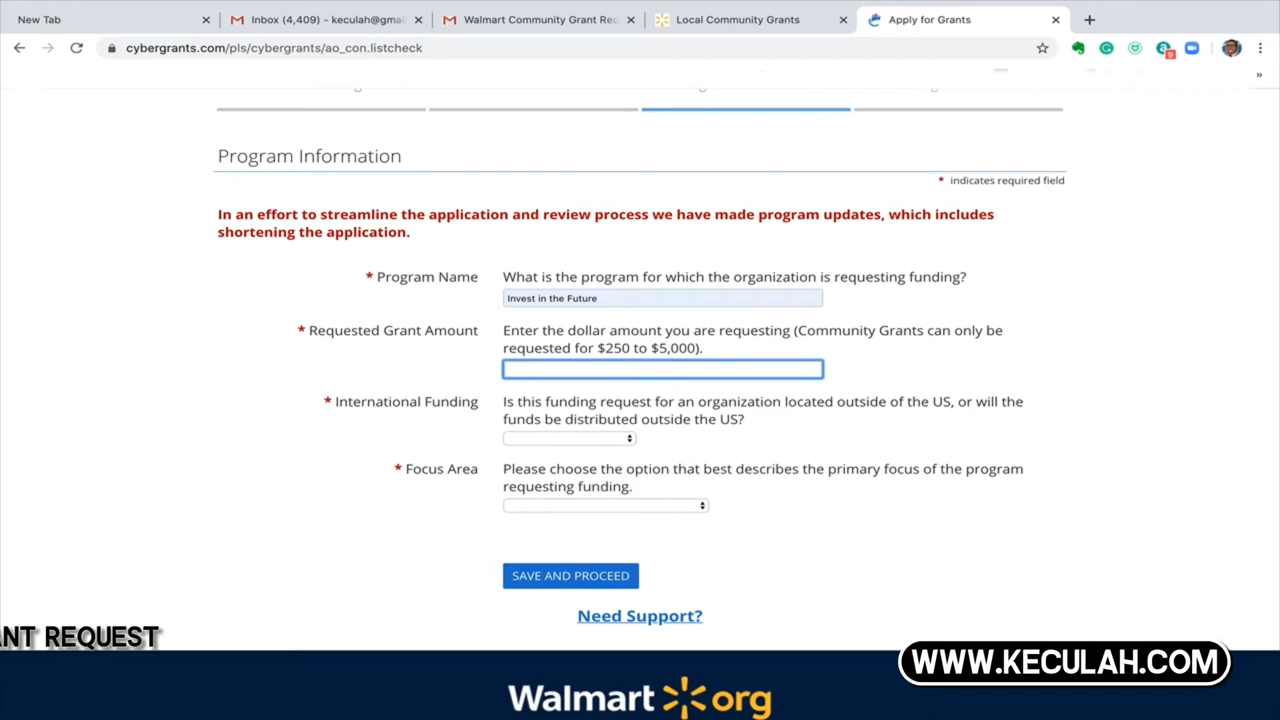 New Tab
Inbox (4,409) - keculah@gmai
Walmart Community Grant Req
Local Community Grants
Apply for Grants
cybergrants.com/pls/cybergrants/ao_con.listcheck
9
Program Information
* indicates required field
In an effort to streamline the application and review process we have made program updates, which includes
shortening the application.
* Program Name
What is the program for which the organization is requesting funding?
Invest in the Future
* Requested Grant Amount
Enter the dollar amount you are requesting (Community Grants can only be
requested for $250 to $5,000).
* International Funding
Is this funding request for an organization located outside of the US, or will the
funds be distributed outside the US?
* Focus Area
Please choose the option that best describes the primary focus of the program
requesting funding.
SAVE AND PROCEED
Need Support?
ANT REQUEST
WWW.KECULAH.COM
Walmart org